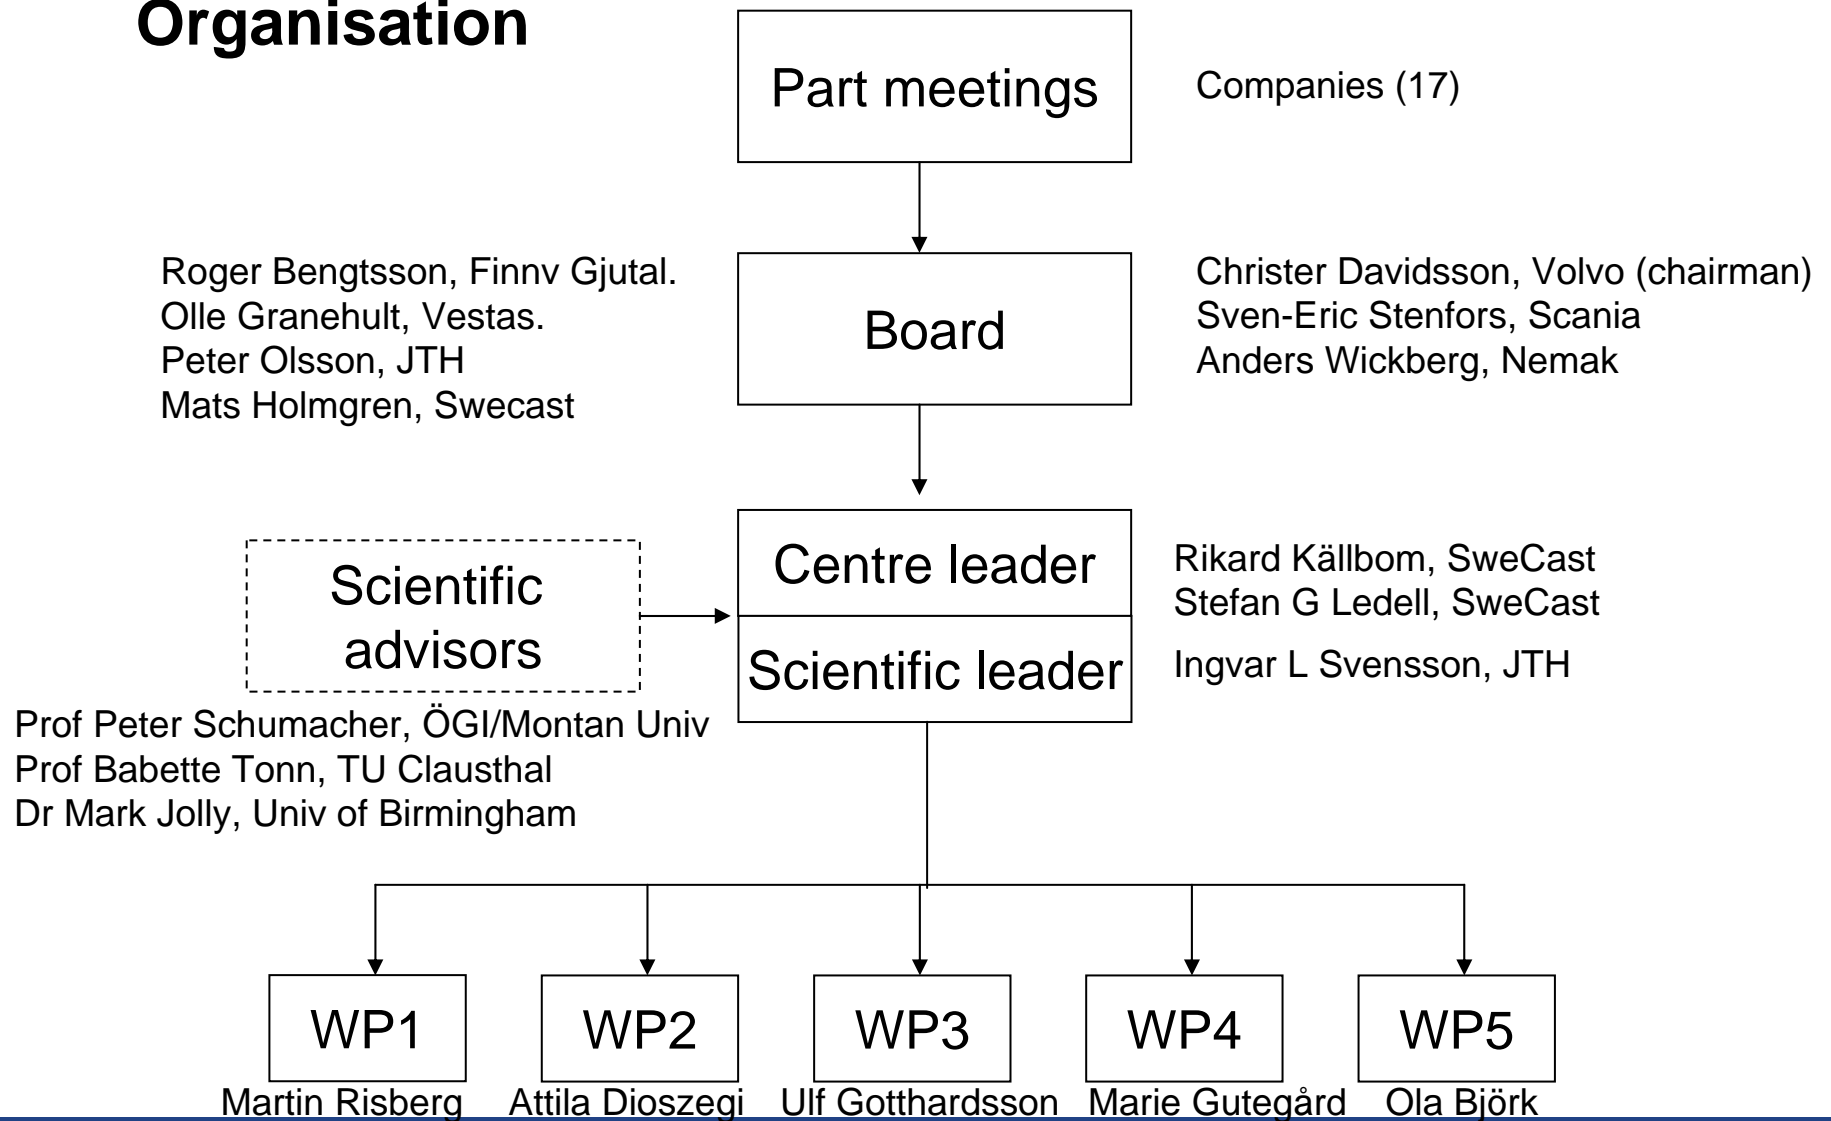 Organisation
Part meetings
Companies (17)
Roger Bengtsson, Finnv Gjutal.
Olle Granehult, Vestas.
Peter Olsson, JTH
Mats Holmgren, Swecast
Board
Christer Davidsson, Volvo (chairman)
Sven-Eric Stenfors, Scania
Anders Wickberg, Nemak
Scientific
advisors
Centre leader
Rikard Källbom, SweCast
Stefan G Ledell, SweCast
Scientific leader
Ingvar L Svensson, JTH
Prof Peter Schumacher, ÖGI/Montan Univ
Prof Babette Tonn, TU Clausthal
Dr Mark Jolly, Univ of Birmingham
WP1
WP2
WP3
WP4
WP5
Martin Risberg
Attila Dioszegi
Ulf Gotthardsson
Marie Gutegård
Ola Björk